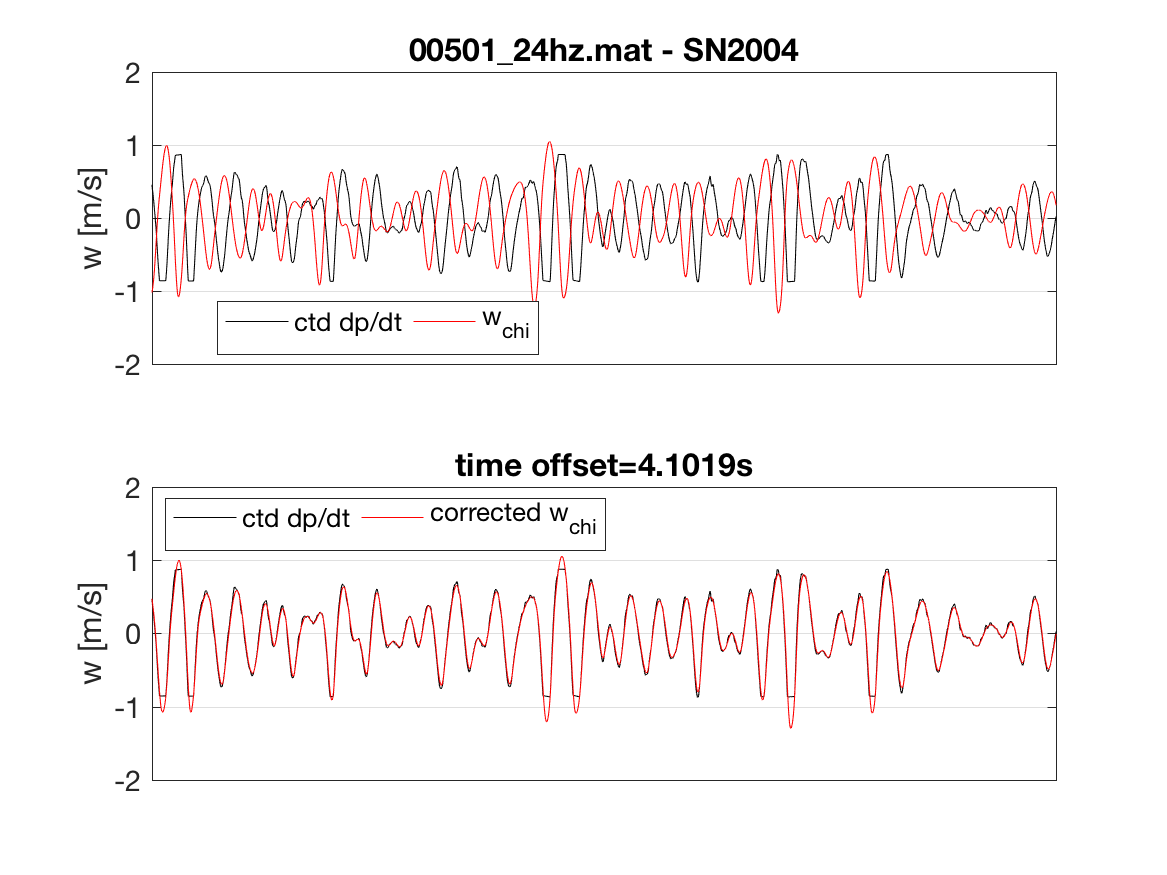 00501_24hz.mat - SN2004
2
1
0
-1
-2
w [m/s]
ctd dp/dt w_chi
time offset=4.1019s
2
1
0
-1
-2
w [m/s]
ctd dp/dt corrected w_chi